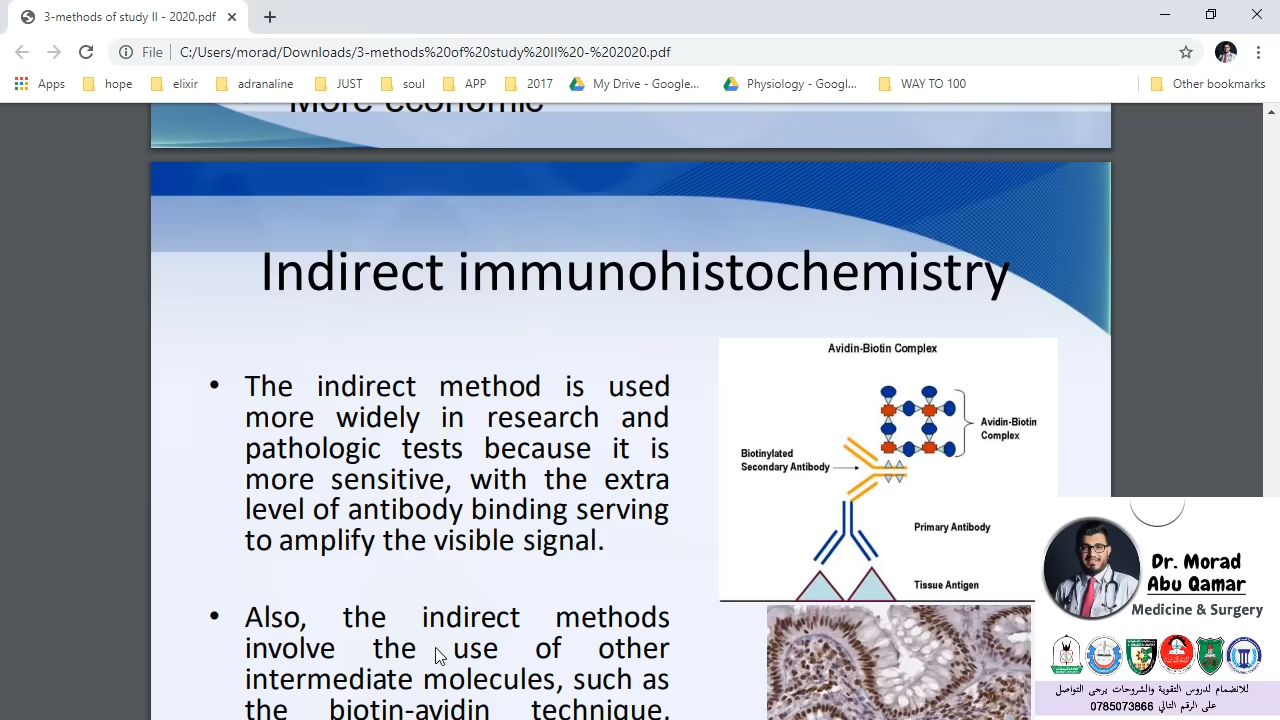 3-methods of study II - 2020.pdf
File
C:/Users/morad/Downloads/3-methods%20of%20study%20II%20-%202020.pdf
Apps
hope
elixir
adranaline
JUST
soul
APP
2017
My Drive - Google...
Physiology - Googl...
WAY TO 100
Other bookmarks
More economic
Indirect immunohistochemistry
• The indirect method is used
more widely in research and
pathologic tests because it is
more sensitive, with the extra
level of antibody binding serving
to amplify the visible signal.
• Also, the indirect methods
involve the use of other
intermediate molecules, such as
the biotin-avidin technique.
Avidin-Biotin Complex
Avidin-Biotin
Complex
Biotinylated
Secondary Antibody
Primary Antibody
Tissue Antigen
Dr. Morad
Abu Qamar
Medicine & Surgery
للانضمام لدروس التقوية والشروحات يرجى التواصل
على الرقم التالي 0785073866